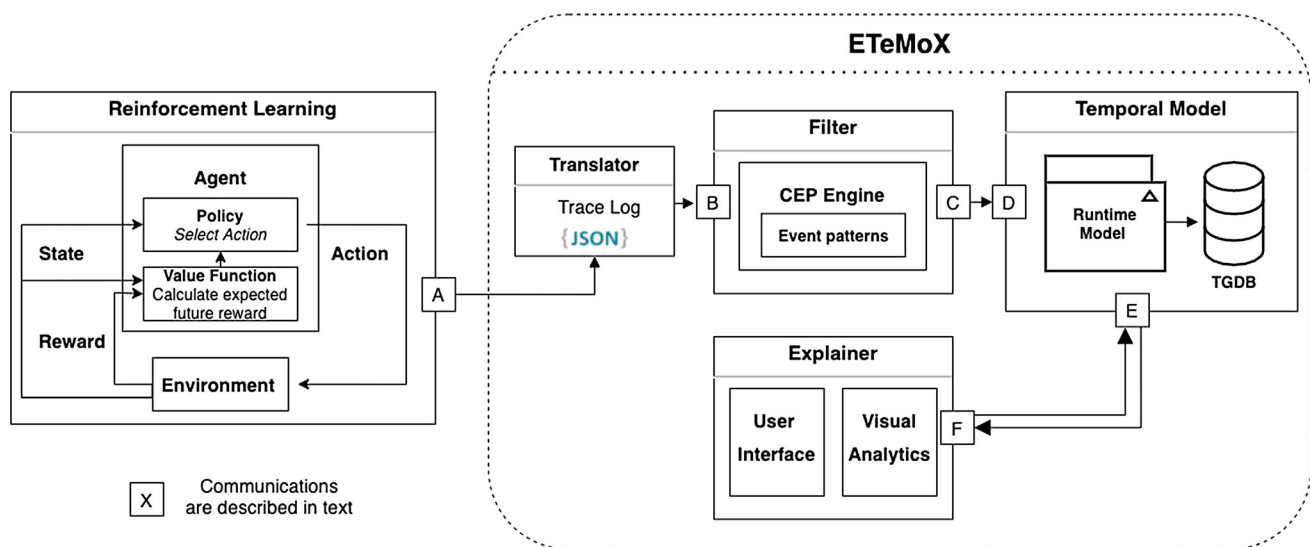 ETeMoX
Reinforcement Learning
Agent
Policy
Select Action
State
Action
Value Function
Calculate expected
future reward
Reward
Environment
A
Translator
Trace Log
{JSON}
B
Filter
CEP Engine
Event patterns
C
D
Temporal Model
Runtime
Model
TGDB
E
Explainer
User
Interface
Visual
Analytics
F
X
Communications
are described in text